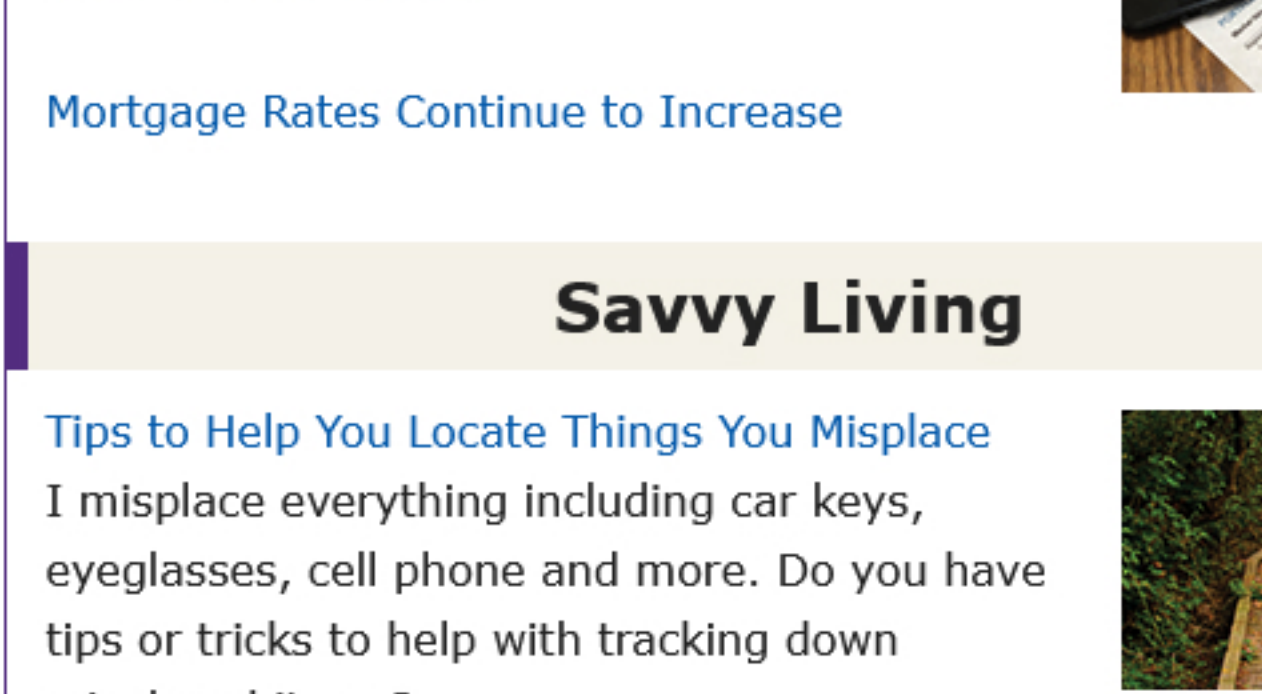 Mortgage Rates Continue to Increase
Savvy Living
Tips to Help You Locate Things You Misplace
I misplace everything including car keys,
eyeglasses, cell phone and more. Do you have
tips or tricks to help with tracking down